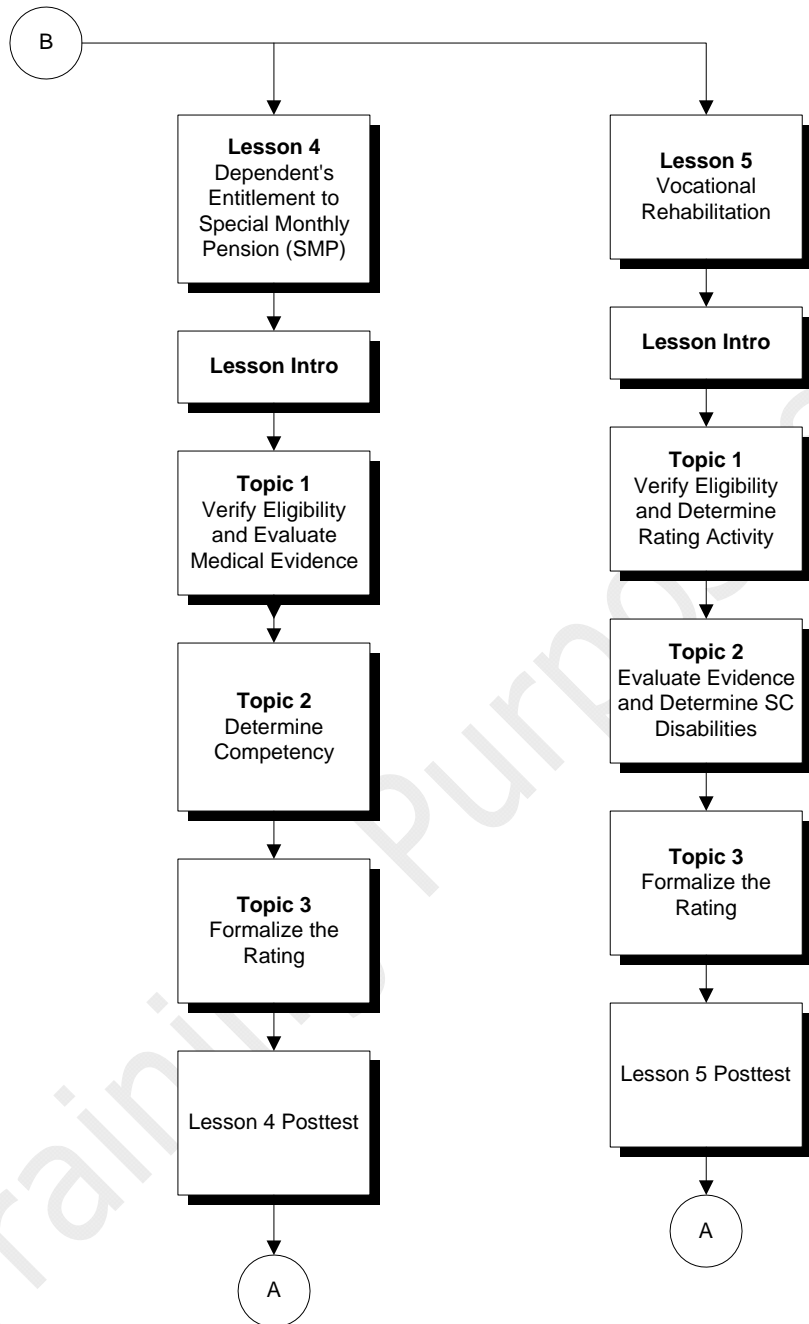 B
Lesson 4
Dependent's
Entitlement to
Special Monthly
Pension (SMP)
Lesson Intro
Topic 1
Verify Eligibility
and Evaluate
Medical Evidence
Topic 2
Determine
Competency
Topic 3
Formalize the
Rating
Lesson 4 Posttest
A
Lesson 5
Vocational
Rehabilitation
Lesson Intro
Topic 1
Verify Eligibility
and Determine
Rating Activity
Topic 2
Evaluate Evidence
and Determine SC
Disabilities
Topic 3
Formalize the
Rating
Lesson 5 Posttest
A